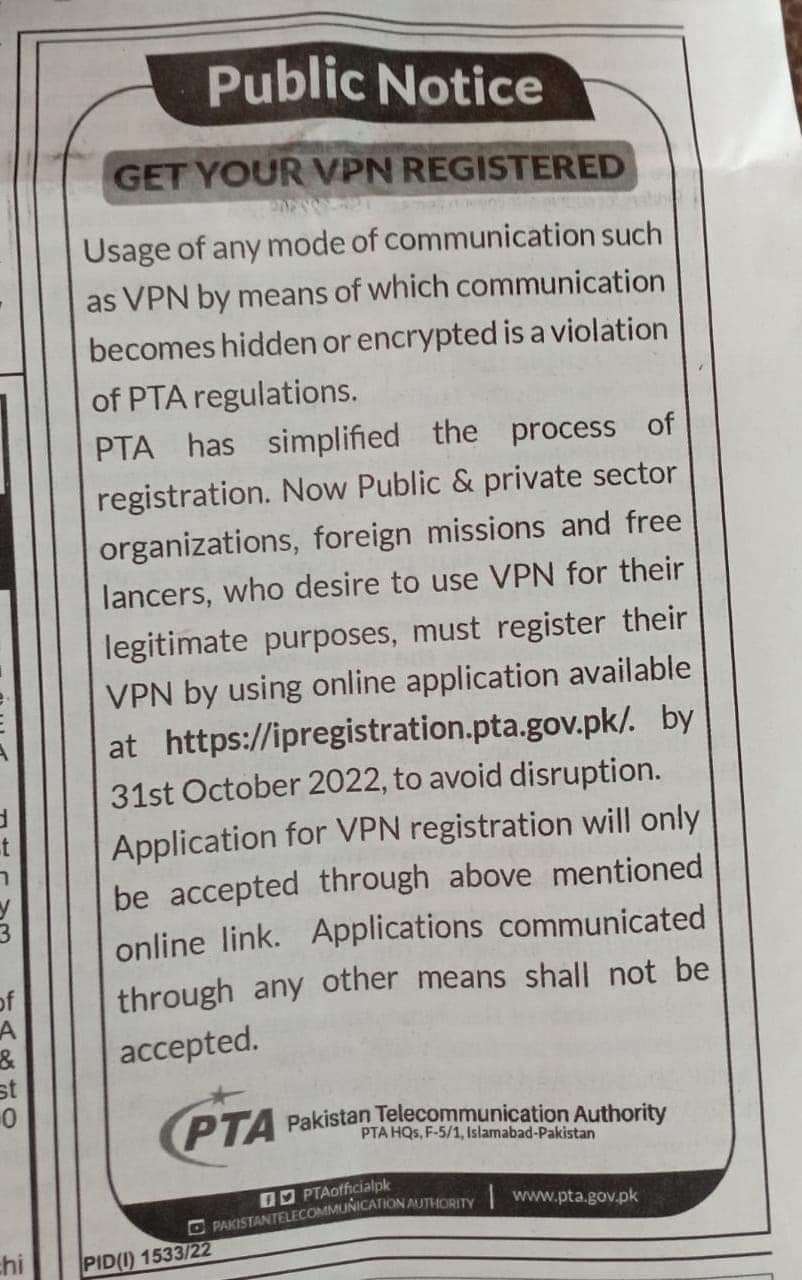 Public Notice
GET YOUR VPN REGISTERED
Usage of any mode of communication such
as VPN by means of which communication
becomes hidden or encrypted is a violation
of PTA regulations.
PTA has simplified the process of
registration. Now Public & private sector
organizations, foreign missions and free
lancers, who desire to use VPN for their
legitimate purposes, must register their
VPN by using online application available
at https://ipregistration.pta.gov.pk/. by
31st October 2022, to avoid disruption.
Application for VPN registration will only
be accepted through above mentioned
online link. Applications communicated
through any other means shall not be
accepted.
PTA Pakistan Telecommunication Authority
PTA HQs, F-5/1, Islamabad-Pakistan
PTAofficialpk
PAKISTANTELECOMMUNICATIONAUTHORITY | www.pta.gov.pk
PID(I) 1533/22